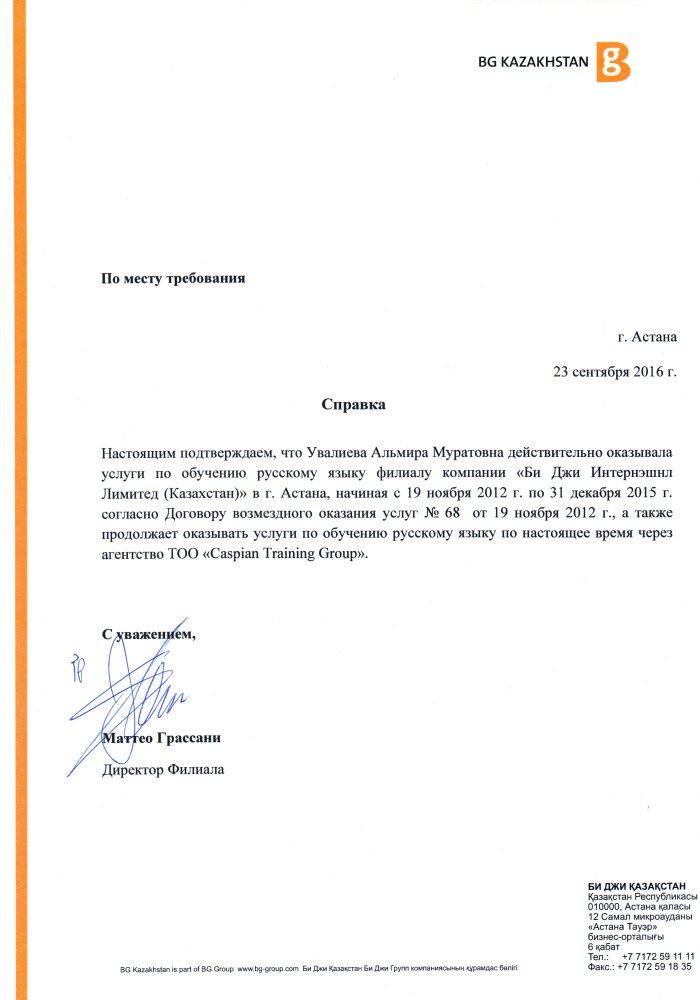 BG KAZAKHSTAN
По месту требования
г. Астана
23 сентября 2016 г.
Справка
Настоящим подтверждаем, что Увалиева Альмира Муратовна действительно оказывала
услуги по обучению русскому языку филиалу компании «Би Джи Интернэшнл
Лимитед (Казахстан)» в г. Астана, начиная с 19 ноября 2012 г. по 31 декабря 2015 г.
согласно Договору возмездного оказания услуг № 68 от 19 ноября 2012 г., а также
продолжает оказывать услуги по обучению русскому языку по настоящее время через
агентство ТОО «Caspian Training Group».
С уважением,
Маттео Грассани
Директор Филиала
БИ ДЖИ ҚАЗАҚСТАН
Қазақстан Республикасы
010000, Астана қаласы
12 Самал микроауданы
«Астана Тауэр»
бизнес-орталығы
6 қабат
Тел.: +7 7172 59 11 11
Факс.: +7 7172 59 18 35
BG Kazakhstan is part of BG Group www.bg-group.com Би Джи Қазақстан Би Джи Групп компаниясының құрамдас бөлігі